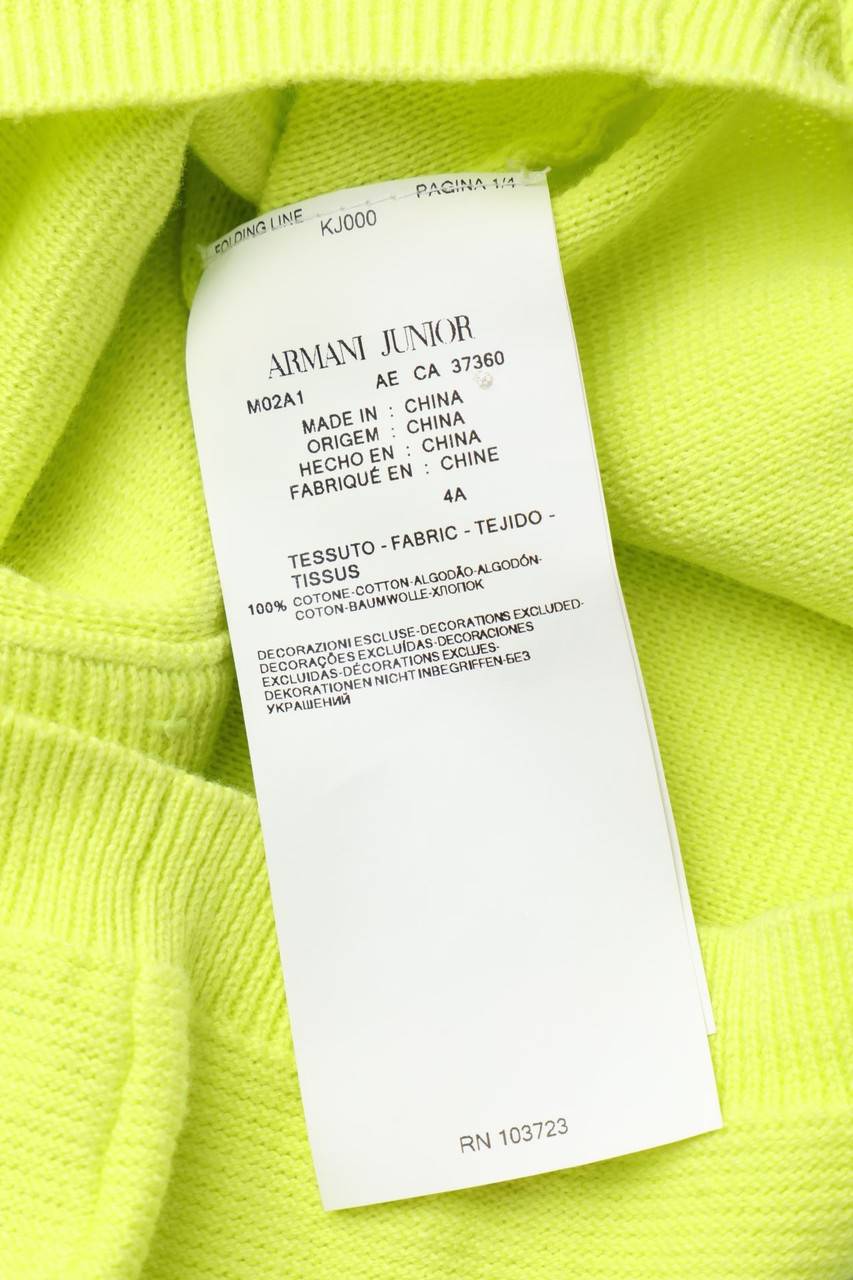 FOLDING LINE PAGINA 1/4
KJ000
ARMANI JUNIOR
M02A1 AE CA 37360
MADE IN : CHINA
ORIGEM : CHINA
HECHO EN : CHINA
FABRIQUÉ EN : CHINE
4A
TESSUTO - FABRIC - TEJIDO -
TISSUS
100% COTONE-COTTON-ALGODÃO-ALGODÓN-
COTON-BAUMWOLLE-ХЛОПОК
DECORAZIONI ESCLUSE-DECORATIONS EXCLUDED-
DECORAÇÕES EXCLUÍDAS-DECORACIONES
EXCLUIDAS-DÉCORATIONS EXCLUES-
DEKORATIONEN NICHT INBEGRIFFEN-БЕЗ
УКРАШЕНИЙ
RN 103723